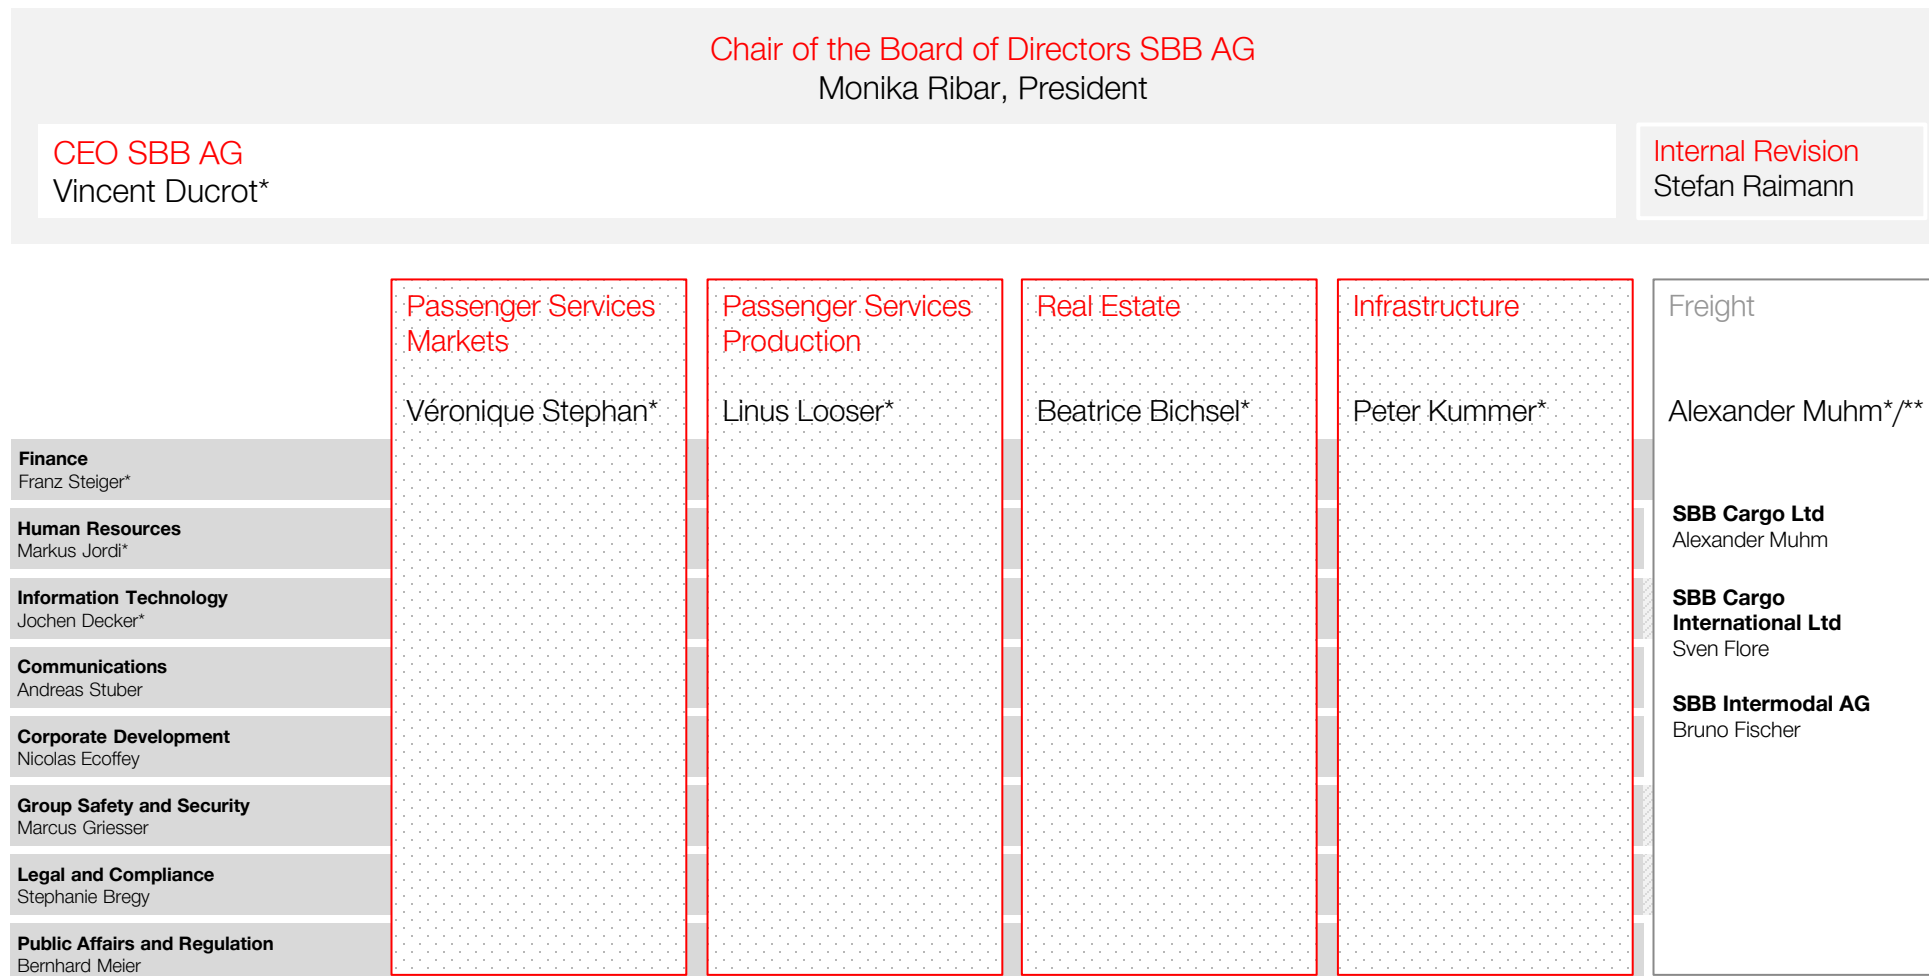 Chair of the Board of Directors SBB AG
Monika Ribar, President
CEO SBB AG
Vincent Ducrot*
Internal Revision
Stefan Raimann
Passenger Services
Markets
Véronique Stephan*
Passenger Services
Production
Linus Looser*
Real Estate
Beatrice Bichsel*
Infrastructure
Peter Kummer*
Freight
Alexander Muhm*/**
Finance
Franz Steiger*
Human Resources
Markus Jordi*
Information Technology
Jochen Decker*
Communications
Andreas Stuber
Corporate Development
Nicolas Ecoffey
Group Safety and Security
Marcus Griesser
Legal and Compliance
Stephanie Bregy
Public Affairs and Regulation
Bernhard Meier
SBB Cargo Ltd
Alexander Muhm
SBB Cargo
International Ltd
Sven Flore
SBB Intermodal AG
Bruno Fischer